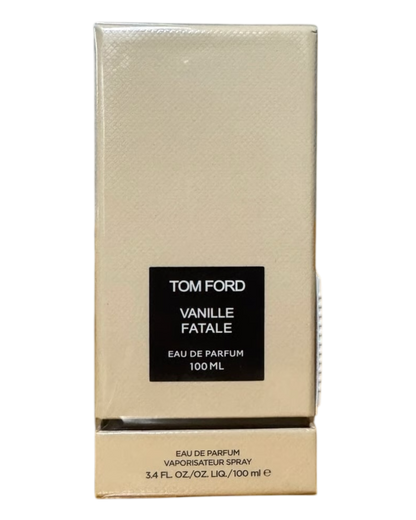 TOM FORD
VANILLE
FATALE
EAU DE PARFUM
100 ML
EAU DE PARFUM
VAPORISATEUR SPRAY
3.4 FL. OZ./OZ. LIQ./100 ml ℮